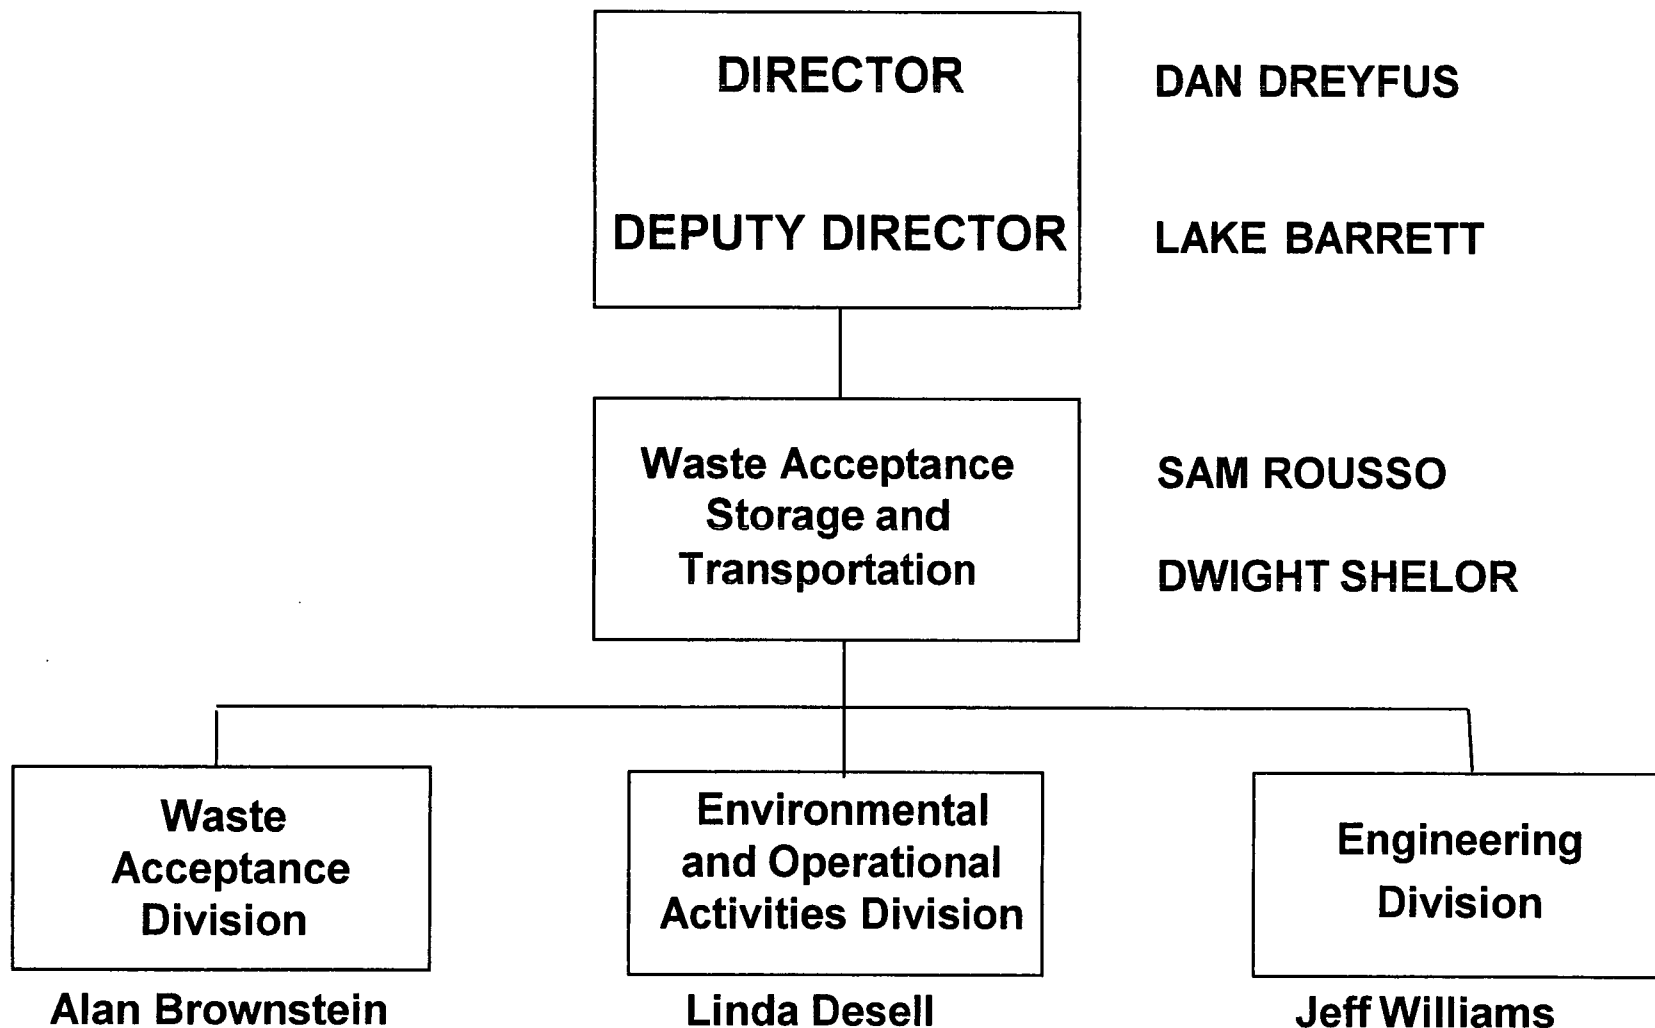 DIRECTOR
DAN DREYFUS
DEPUTY DIRECTOR
LAKE BARRETT
Waste Acceptance
Storage and
Transportation
SAM ROUSSO
DWIGHT SHELOR
Waste
Acceptance
Division
Alan Brownstein
Environmental
and Operational
Activities Division
Linda Desell
Engineering
Division
Jeff Williams